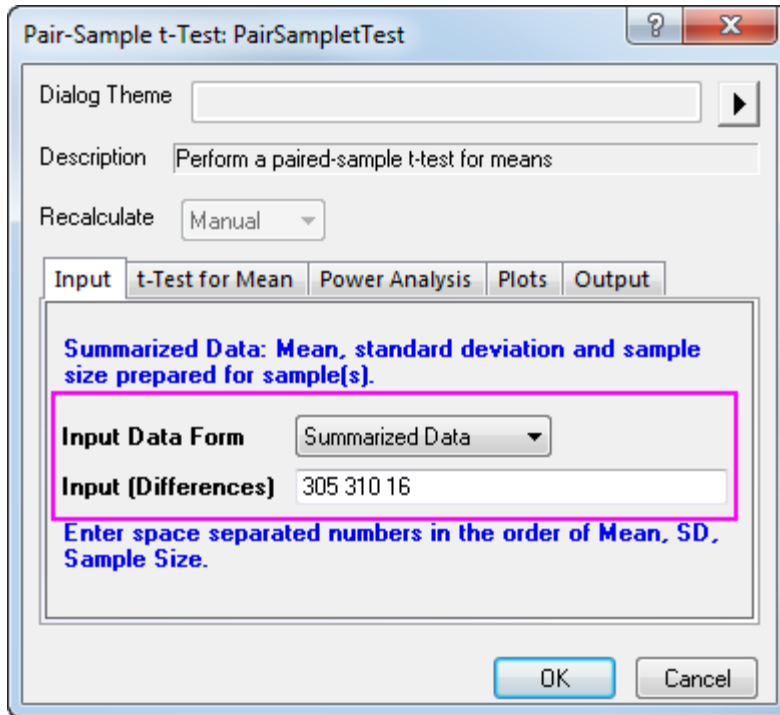 Pair-Sample t-Test: PairSampletTest
?
X
Dialog Theme
Description Perform a paired-sample t-test for means
Recalculate Manual
Input t-Test for Mean Power Analysis Plots Output
Summarized Data: Mean, standard deviation and sample
size prepared for sample(s).
Input Data Form Summarized Data
Input (Differences) 305 310 16
Enter space separated numbers in the order of Mean, SD,
Sample Size.
OK Cancel